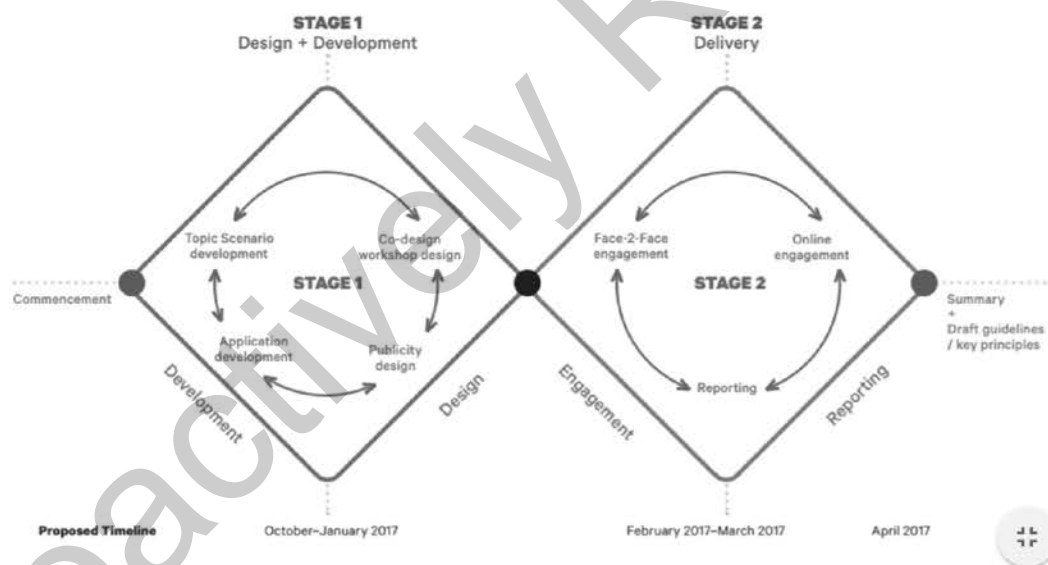 STAGE 1
Design + Development
STAGE 2
Delivery
Topic Scenario
development
Co-design
workshop design
Face-2-Face
engagement
Online
engagement
STAGE 1
STAGE 2
Commencement
Summary
+
Draft guidelines
/ key principles
Application
development
Publicity
design
Reporting
Development
Design
Engagement
Reporting
Proposed Timeline
October–January 2017
February 2017–March 2017
April 2017